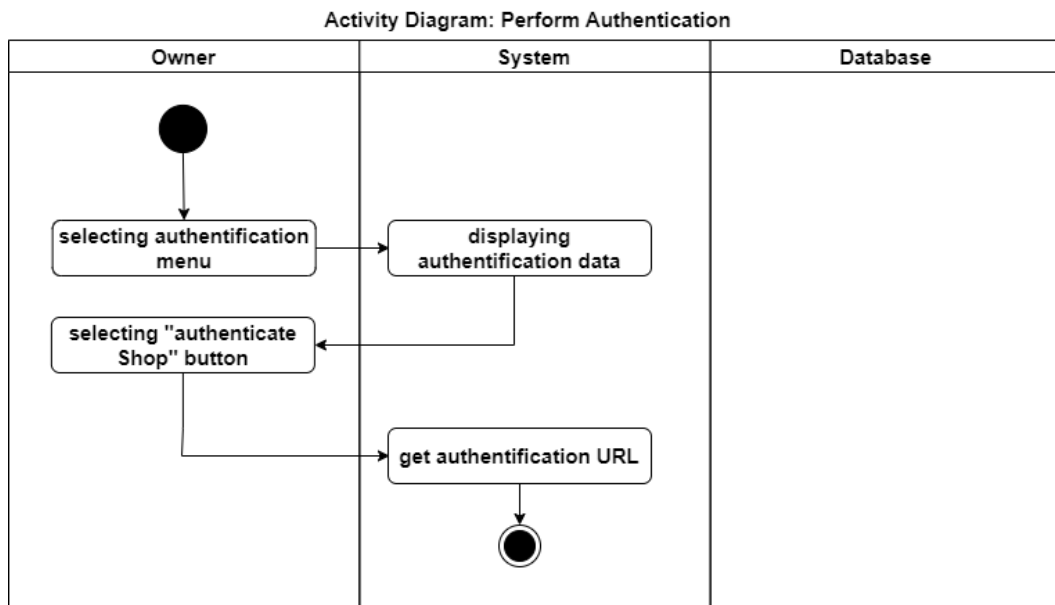 Activity Diagram: Perform Authentication
Owner
System
Database
selecting authentification
menu
displaying
authentification data
selecting "authenticate
Shop" button
get authentification URL